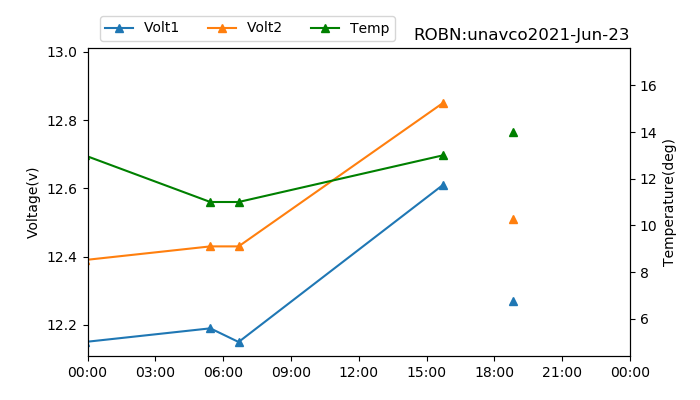 Volt1 Volt2 Temp
ROBN:unavco2021-Jun-23
Voltage(v)
13.0
12.8
12.6
12.4
12.2
16
14
12
10
8
6
Temperature(deg)
00:00 03:00 06:00 09:00 12:00 15:00 18:00 21:00 00:00